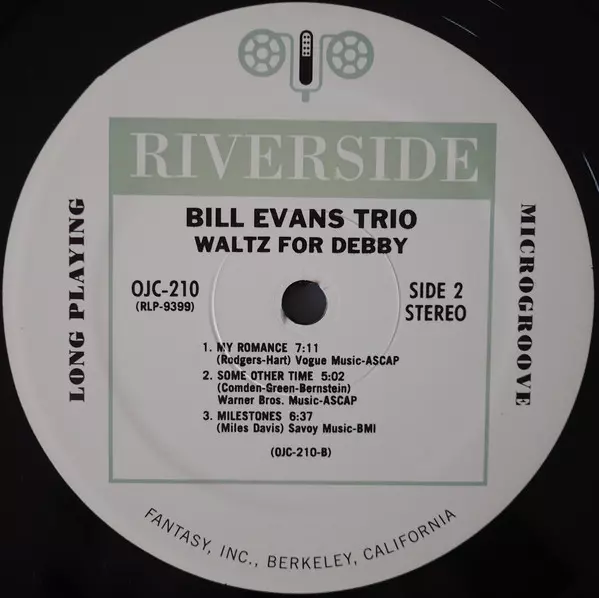 RIVERSIDE
BILL EVANS TRIO
WALTZ FOR DEBBY
OJC-210
(RLP-9399)
SIDE 2
STEREO
1. MY ROMANCE 7:11
(Rodgers-Hart) Vogue Music-ASCAP
2. SOME OTHER TIME 5:02
(Comden-Green-Bernstein)
Warner Bros. Music-ASCAP
3. MILESTONES 6:37
(Miles Davis) Savoy Music-BMI
(OJC-210-B)
LONG PLAYING
MICROGROOVE
FANTASY, INC., BERKELEY, CALIFORNIA